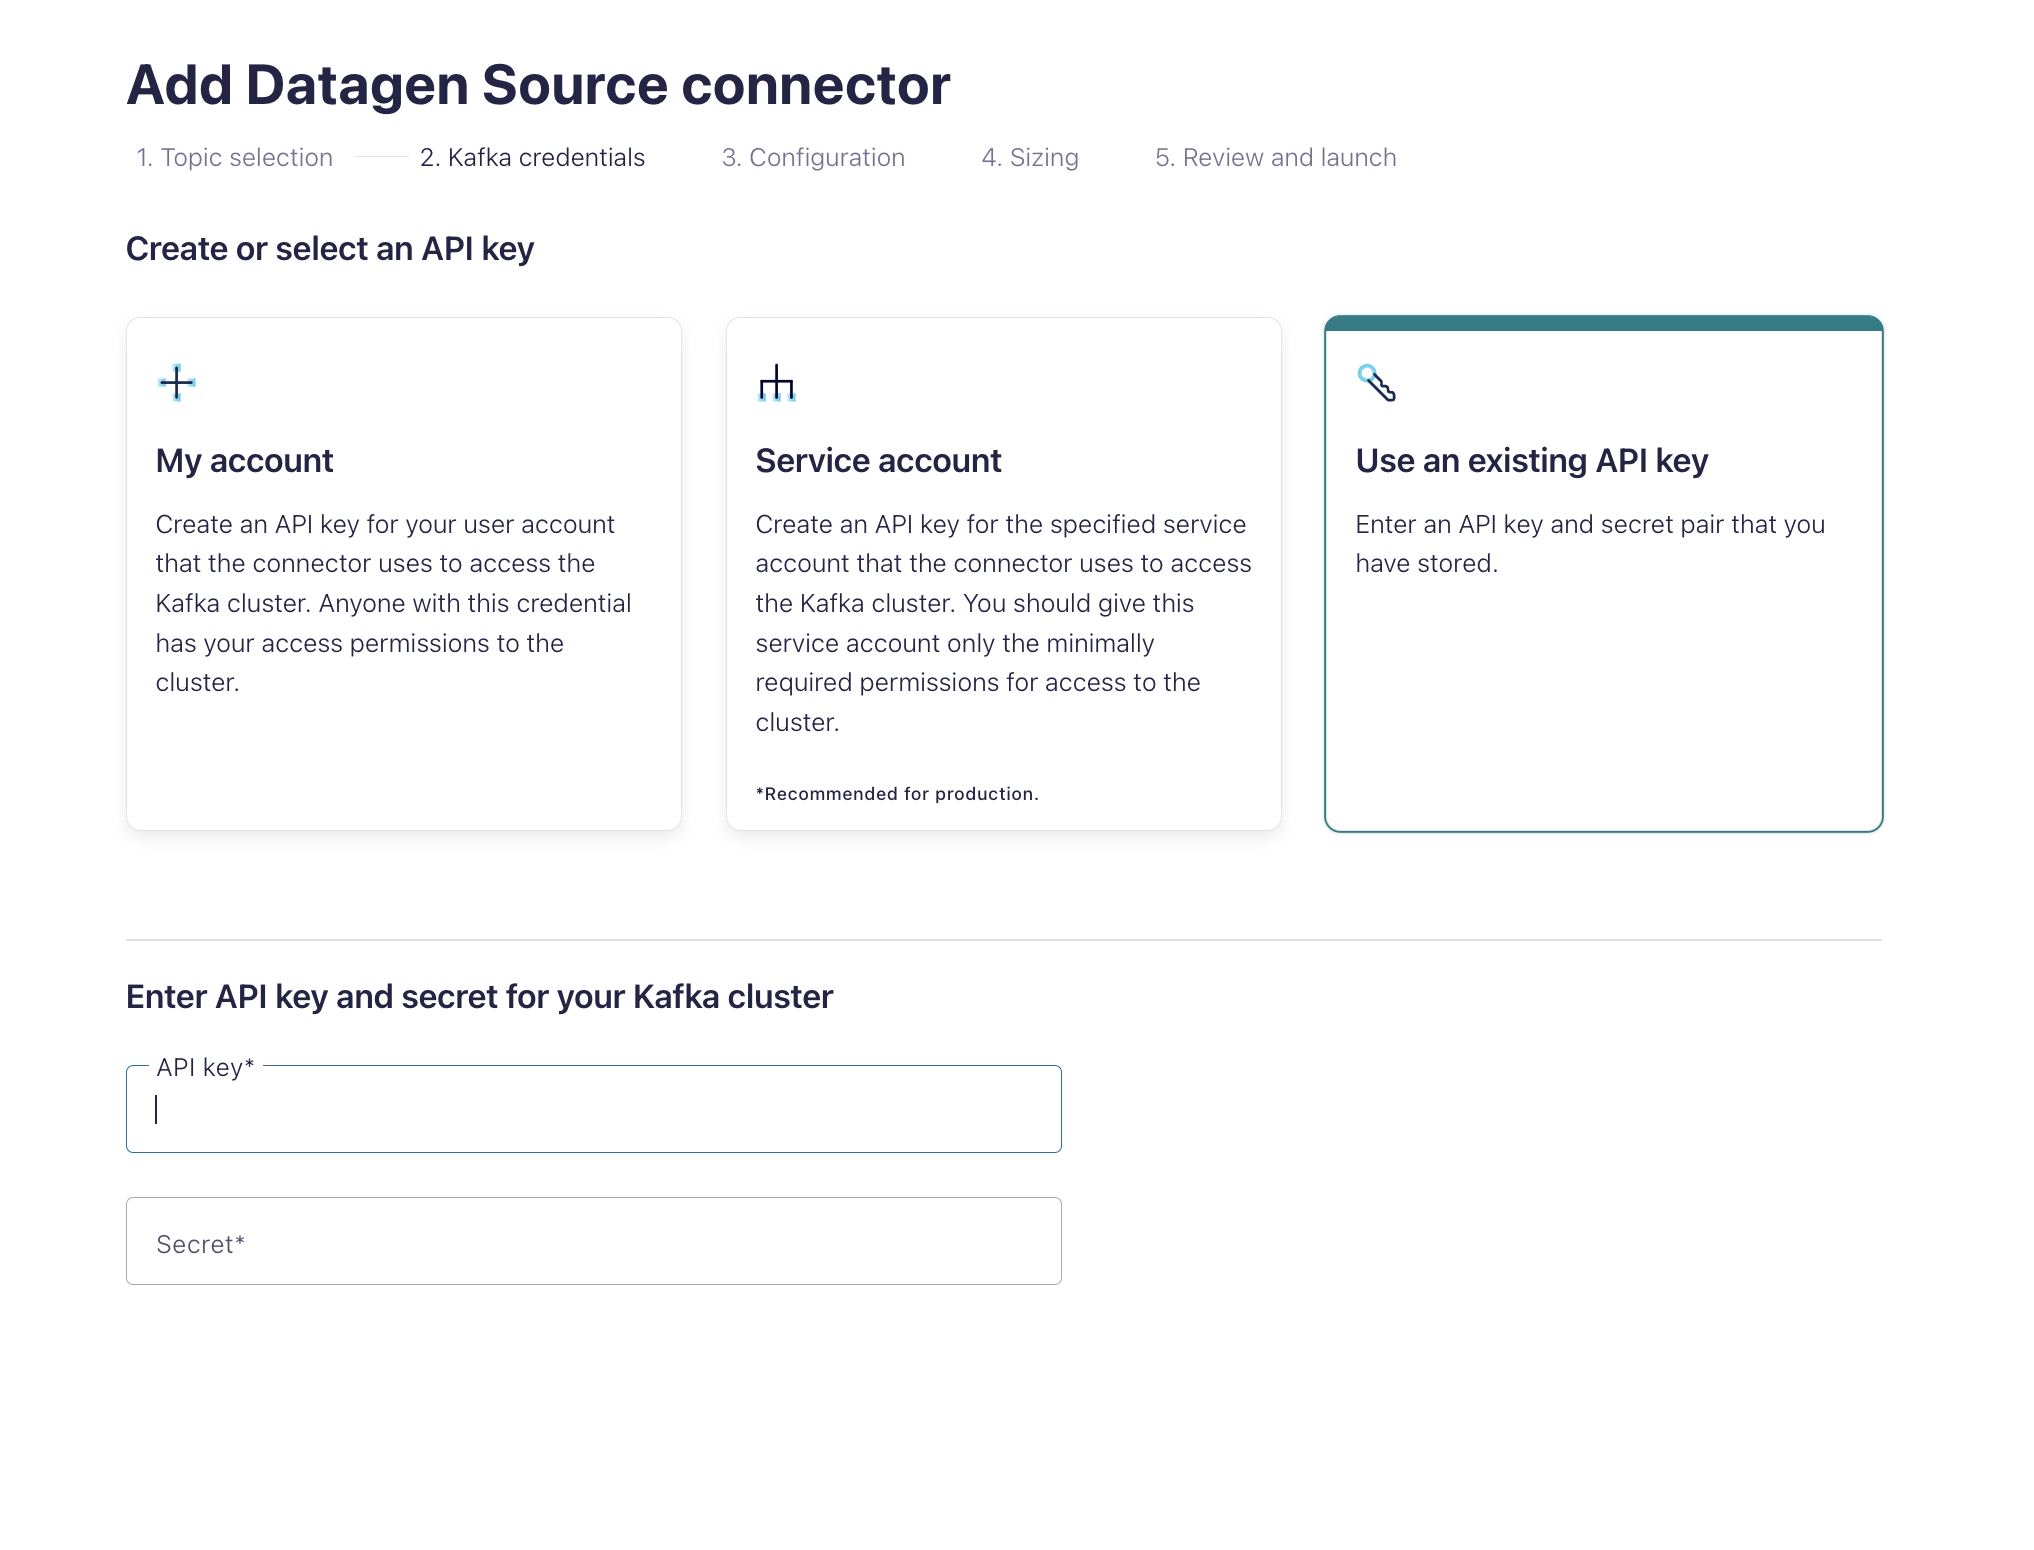 Add Datagen Source connector
1. Topic selection 2. Kafka credentials 3. Configuration 4. Sizing 5. Review and launch
Create or select an API key
My account
Create an API key for your user account
that the connector uses to access the
Kafka cluster. Anyone with this credential
has your access permissions to the
cluster.
Service account
Create an API key for the specified service
account that the connector uses to access
the Kafka cluster. You should give this
service account only the minimally
required permissions for access to the
cluster.
*Recommended for production.
Use an existing API key
Enter an API key and secret pair that you
have stored.
Enter API key and secret for your Kafka cluster
API key*
Secret*